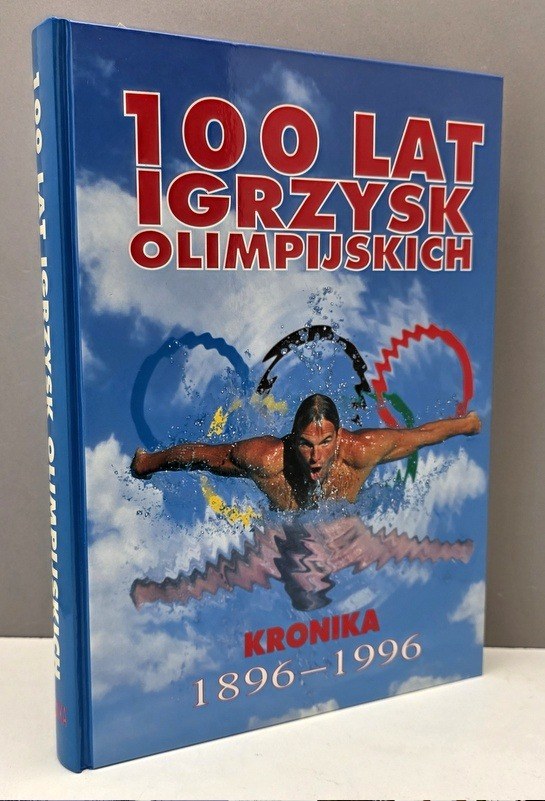 100 LAT
IGRZYSK
OLIMPIJSKICH
KRONIKA
1896–1996
100 LAT IGRZYSK OLIMPIJSKICH